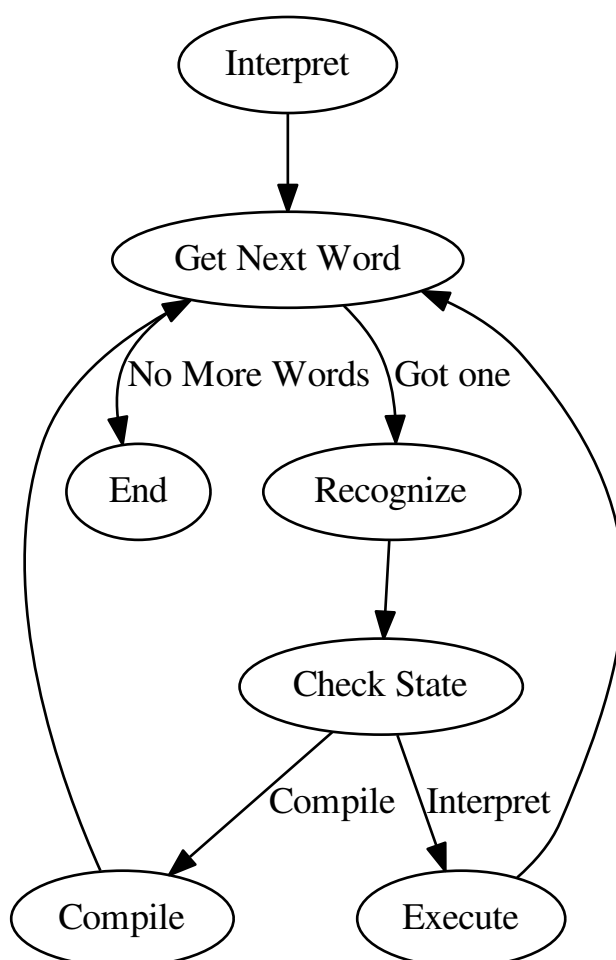 Interpret
Get Next Word
No More Words
Got one
End
Recognize
Check State
Compile
Interpret
Compile
Execute